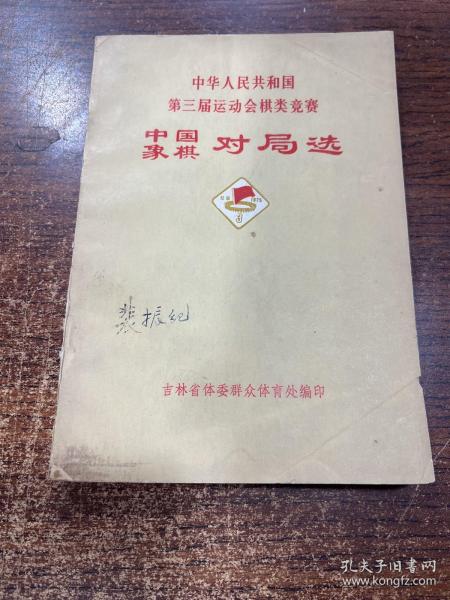 中华人民共和国
第三届运动会棋类竞赛
中国象棋 对局选
1975
裴振纪
吉林省体委群众体育处编印
孔夫子旧书网
www.kongfz.com